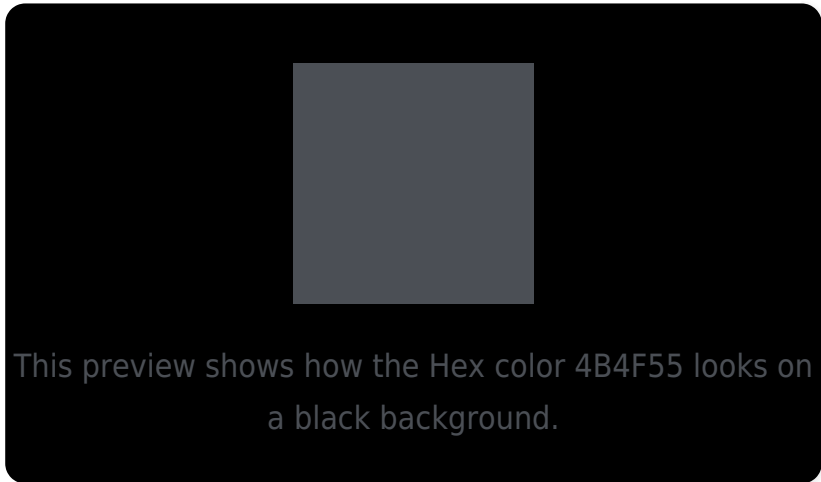 This preview shows how the Hex color 4B4F55 looks on
a black background.